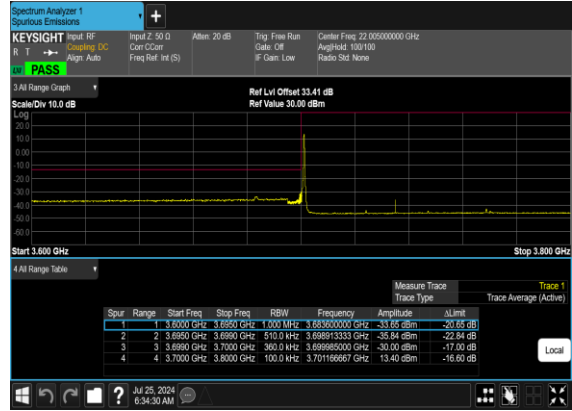 Spectrum Analyzer 1
Spurious Emissions
+
KEYSIGHT Input: RF Input Z: 50 Ω Atten: 20 dB Trig: Free Run Center Freq: 22.005000000 GHz
R T Coupling: DC Corr CCorr Gate: Off Avg|Hold: 100/100
Align: Auto Freq Ref: Int (S) IF Gain: Low Radio Std: None
PASS
3 All Range Graph
Ref Lvl Offset 33.41 dB
Scale/Div 10.0 dB Ref Value 30.00 dBm
Log
20.0
10.0
0.00
-10.0
-20.0
-30.0
-40.0
-50.0
-60.0
Start 3.600 GHz Stop 3.800 GHz
4 All Range Table
Measure Trace Trace 1
Trace Type Trace Average (Active)
Spur Range Start Freq Stop Freq RBW Frequency Amplitude ΔLimit
1 1 3.6000 GHz 3.6950 GHz 1.000 MHz 3.683600000 GHz -33.65 dBm -20.65 dB
2 2 3.6950 GHz 3.6990 GHz 510.0 kHz 3.698913333 GHz -35.84 dBm -22.84 dB
3 3 3.6990 GHz 3.7000 GHz 360.0 kHz 3.699985000 GHz -30.00 dBm -17.00 dB
4 4 3.7000 GHz 3.8000 GHz 100.0 kHz 3.701166667 GHz 13.40 dBm -16.60 dB
Local
? Jul 25, 2024
6:34:30 AM